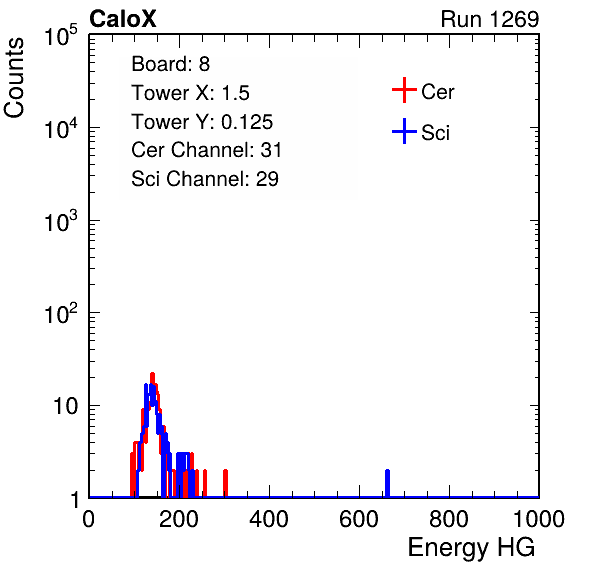 CaloX Run 1269
Counts
Board: 8
Tower X: 1.5
Tower Y: 0.125
Cer Channel: 31
Sci Channel: 29
Cer
Sci
10^5
10^4
10^3
10^2
10
1
0 200 400 600 800 1000
Energy HG